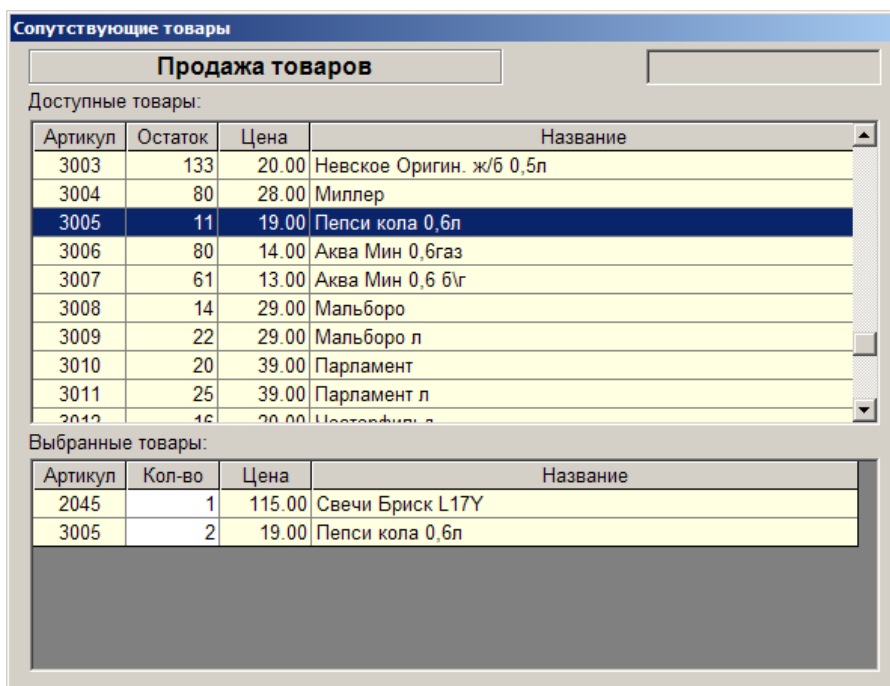 Сопутствующие товары
Продажа товаров
Доступные товары:
Артикул Остаток Цена Название
3003 133 20.00 Невское Оригин. ж/б 0,5л
3004 80 28.00 Миллер
3005 11 19.00 Пепси кола 0,6л
3006 80 14.00 Аква Мин 0,6газ
3007 61 13.00 Аква Мин 0,6 б\г
3008 14 29.00 Мальборо
3009 22 29.00 Мальборо л
3010 20 39.00 Парламент
3011 25 39.00 Парламент л
Выбранные товары:
Артикул Кол-во Цена Название
2045 1 115.00 Свечи Бриск L17Y
3005 2 19.00 Пепси кола 0,6л